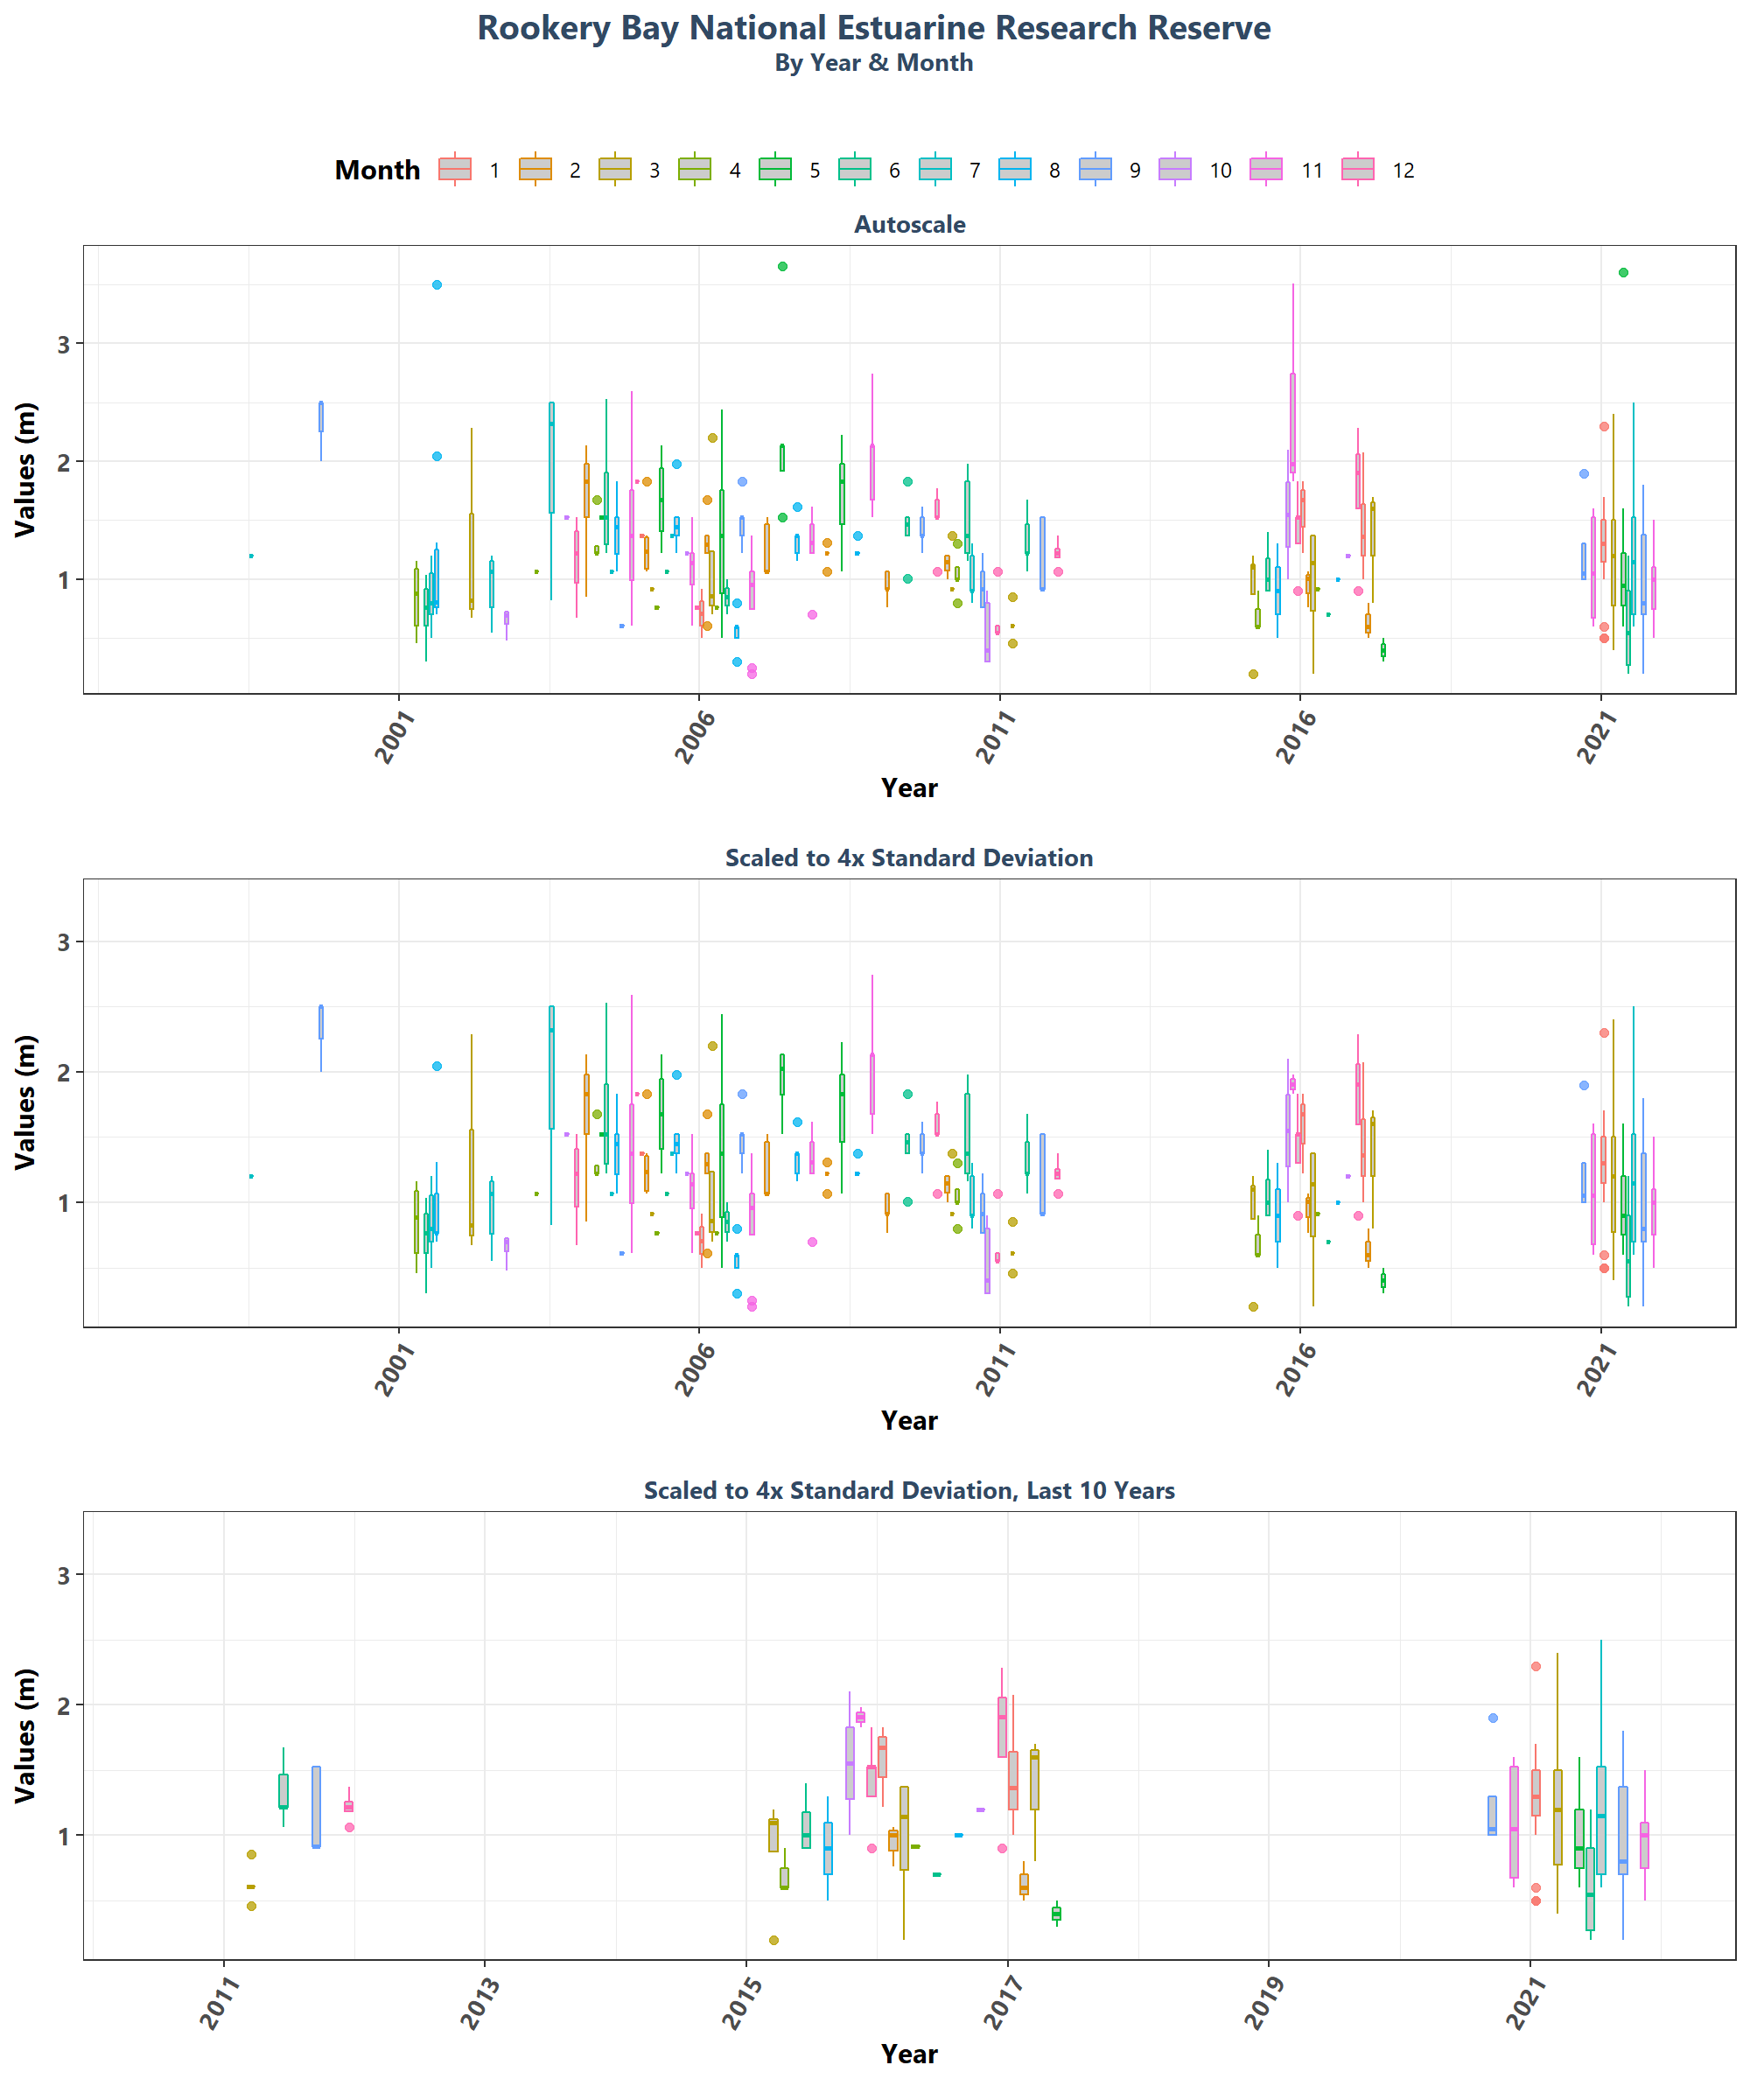 Rookery Bay National Estuarine Research Reserve
By Year & Month
Month 1 2 3 4 5 6 7 8 9 10 11 12
Autoscale
Values (m)
3
2
1
2001 2006 2011 2016 2021
Year
Scaled to 4x Standard Deviation
Values (m)
3
2
1
2001 2006 2011 2016 2021
Year
Scaled to 4x Standard Deviation, Last 10 Years
Values (m)
3
2
1
2011 2013 2015 2017 2019 2021
Year